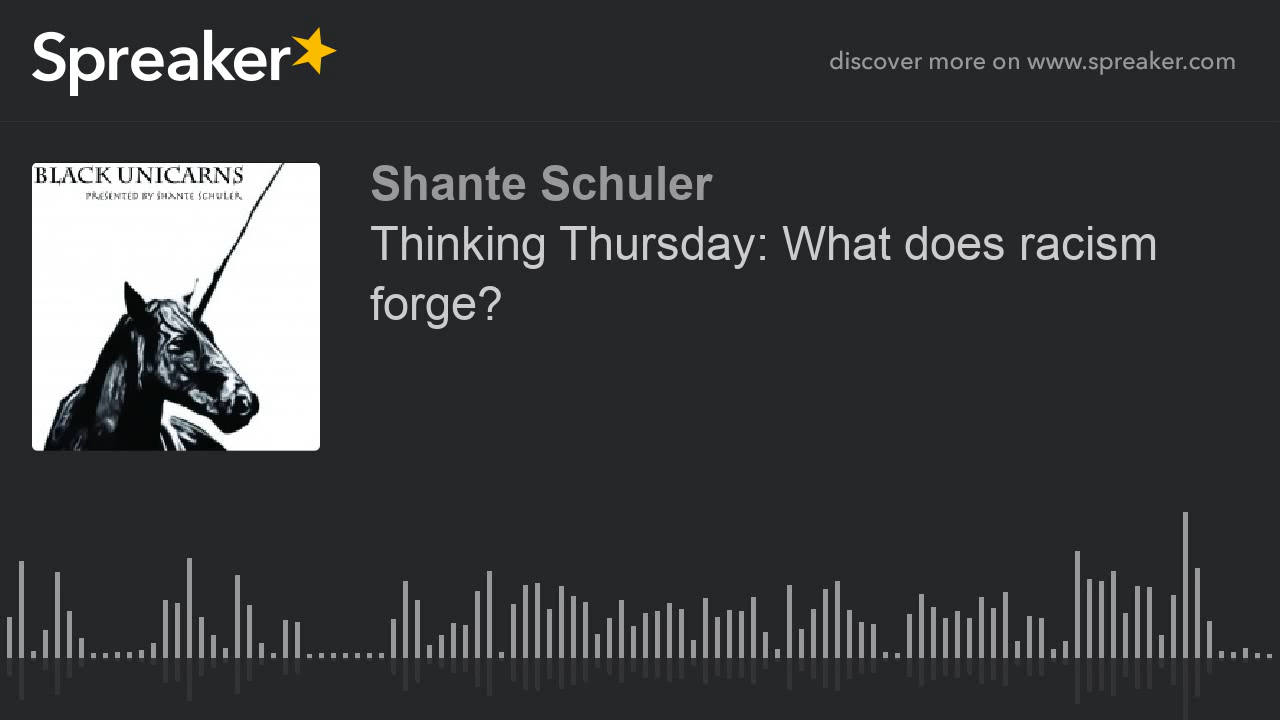 Spreaker
discover more on www.spreaker.com
BLACK UNICARNS
PRESENTED BY SHANTE SCHULER
Shante Schuler
Thinking Thursday: What does racism
forge?